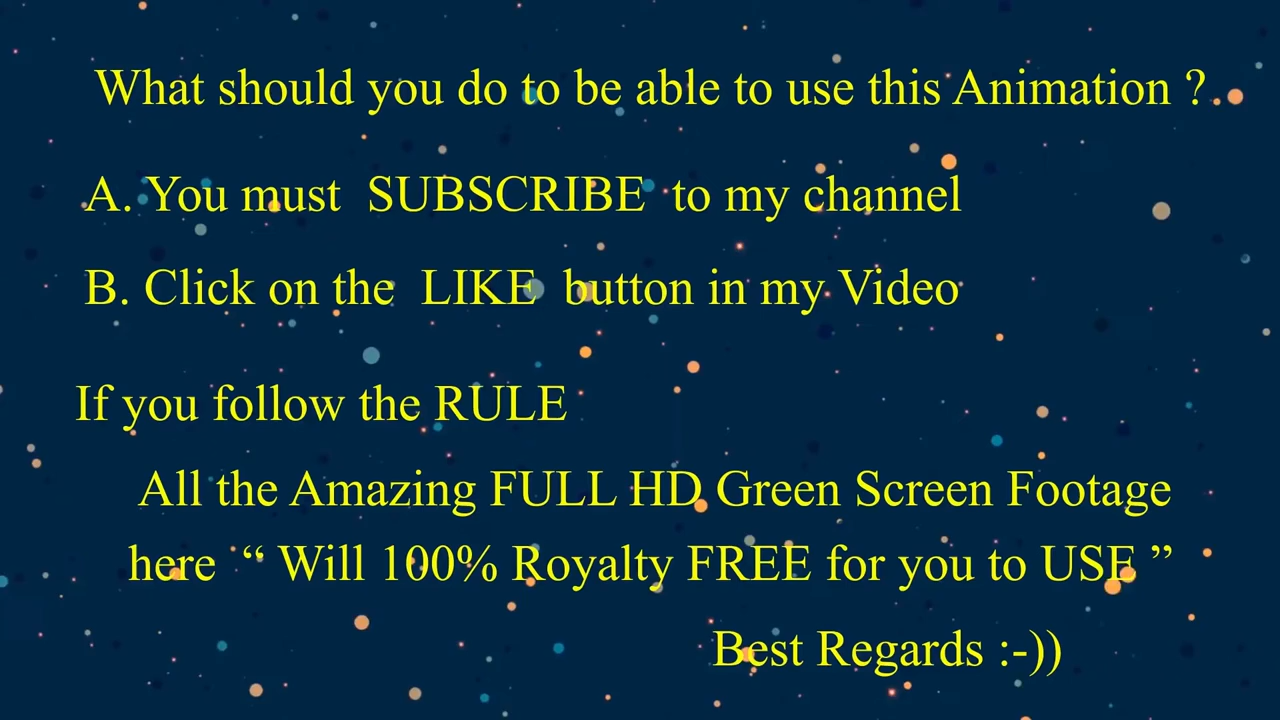 What should you do to be able to use this Animation ?
A. You must SUBSCRIBE to my channel
B. Click on the LIKE button in my Video
If you follow the RULE
All the Amazing FULL HD Green Screen Footage
here “ Will 100% Royalty FREE for you to USE ”
Best Regards :-))